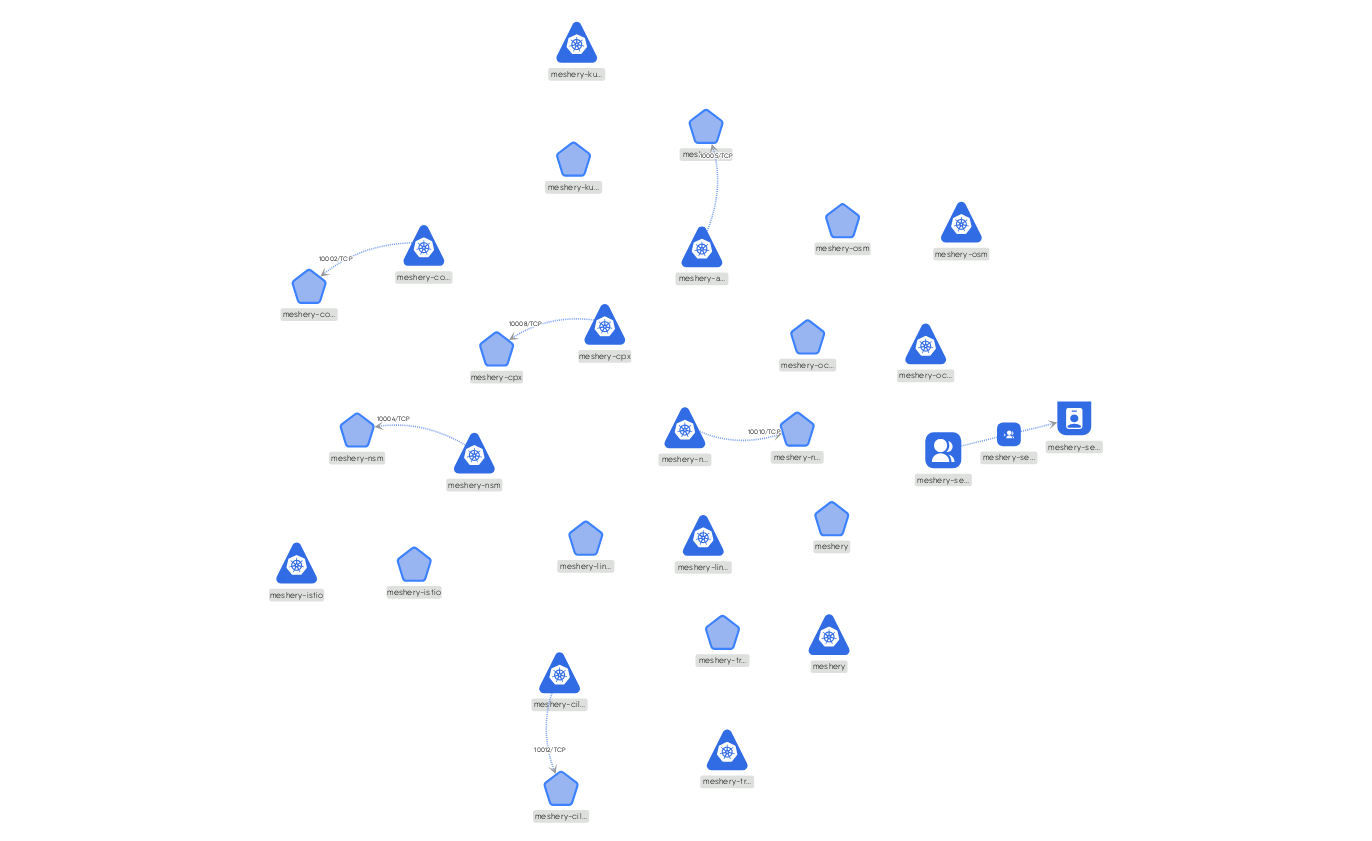 meshery-ku...
10005/TCP
meshery-ku...
meshery-osm
meshery-osm
10002/TCP
meshery-co...
meshery-a...
meshery-co...
10008/TCP
meshery-cpx
meshery-cpx
meshery-oc...
meshery-oc...
10004/TCP
10010/TCP
meshery-nsm
meshery-n...
meshery-n...
meshery-se...
meshery-se...
meshery-se...
meshery-nsm
meshery
meshery-lin...
meshery-lin...
meshery-istio
meshery-istio
meshery-tr...
meshery
meshery-cil...
10012/TCP
meshery-tr...
meshery-cil...